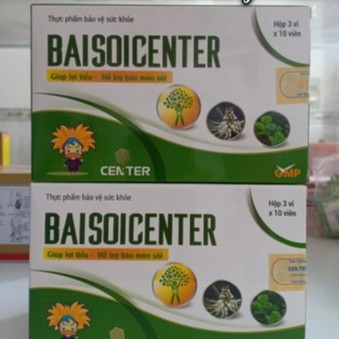 Thực phẩm bảo vệ sức khỏe
Hộp 3 vỉ
x 10 viên
BAISOICENTER
Giúp lợi tiểu - Hỗ trợ bào mòn sỏi
CENTER
GMP
Thực phẩm bảo vệ sức khỏe
Hộp 3 vỉ
x 10 viên
BAISOICENTER
Giúp lợi tiểu - Hỗ trợ bào mòn sỏi
CENTER